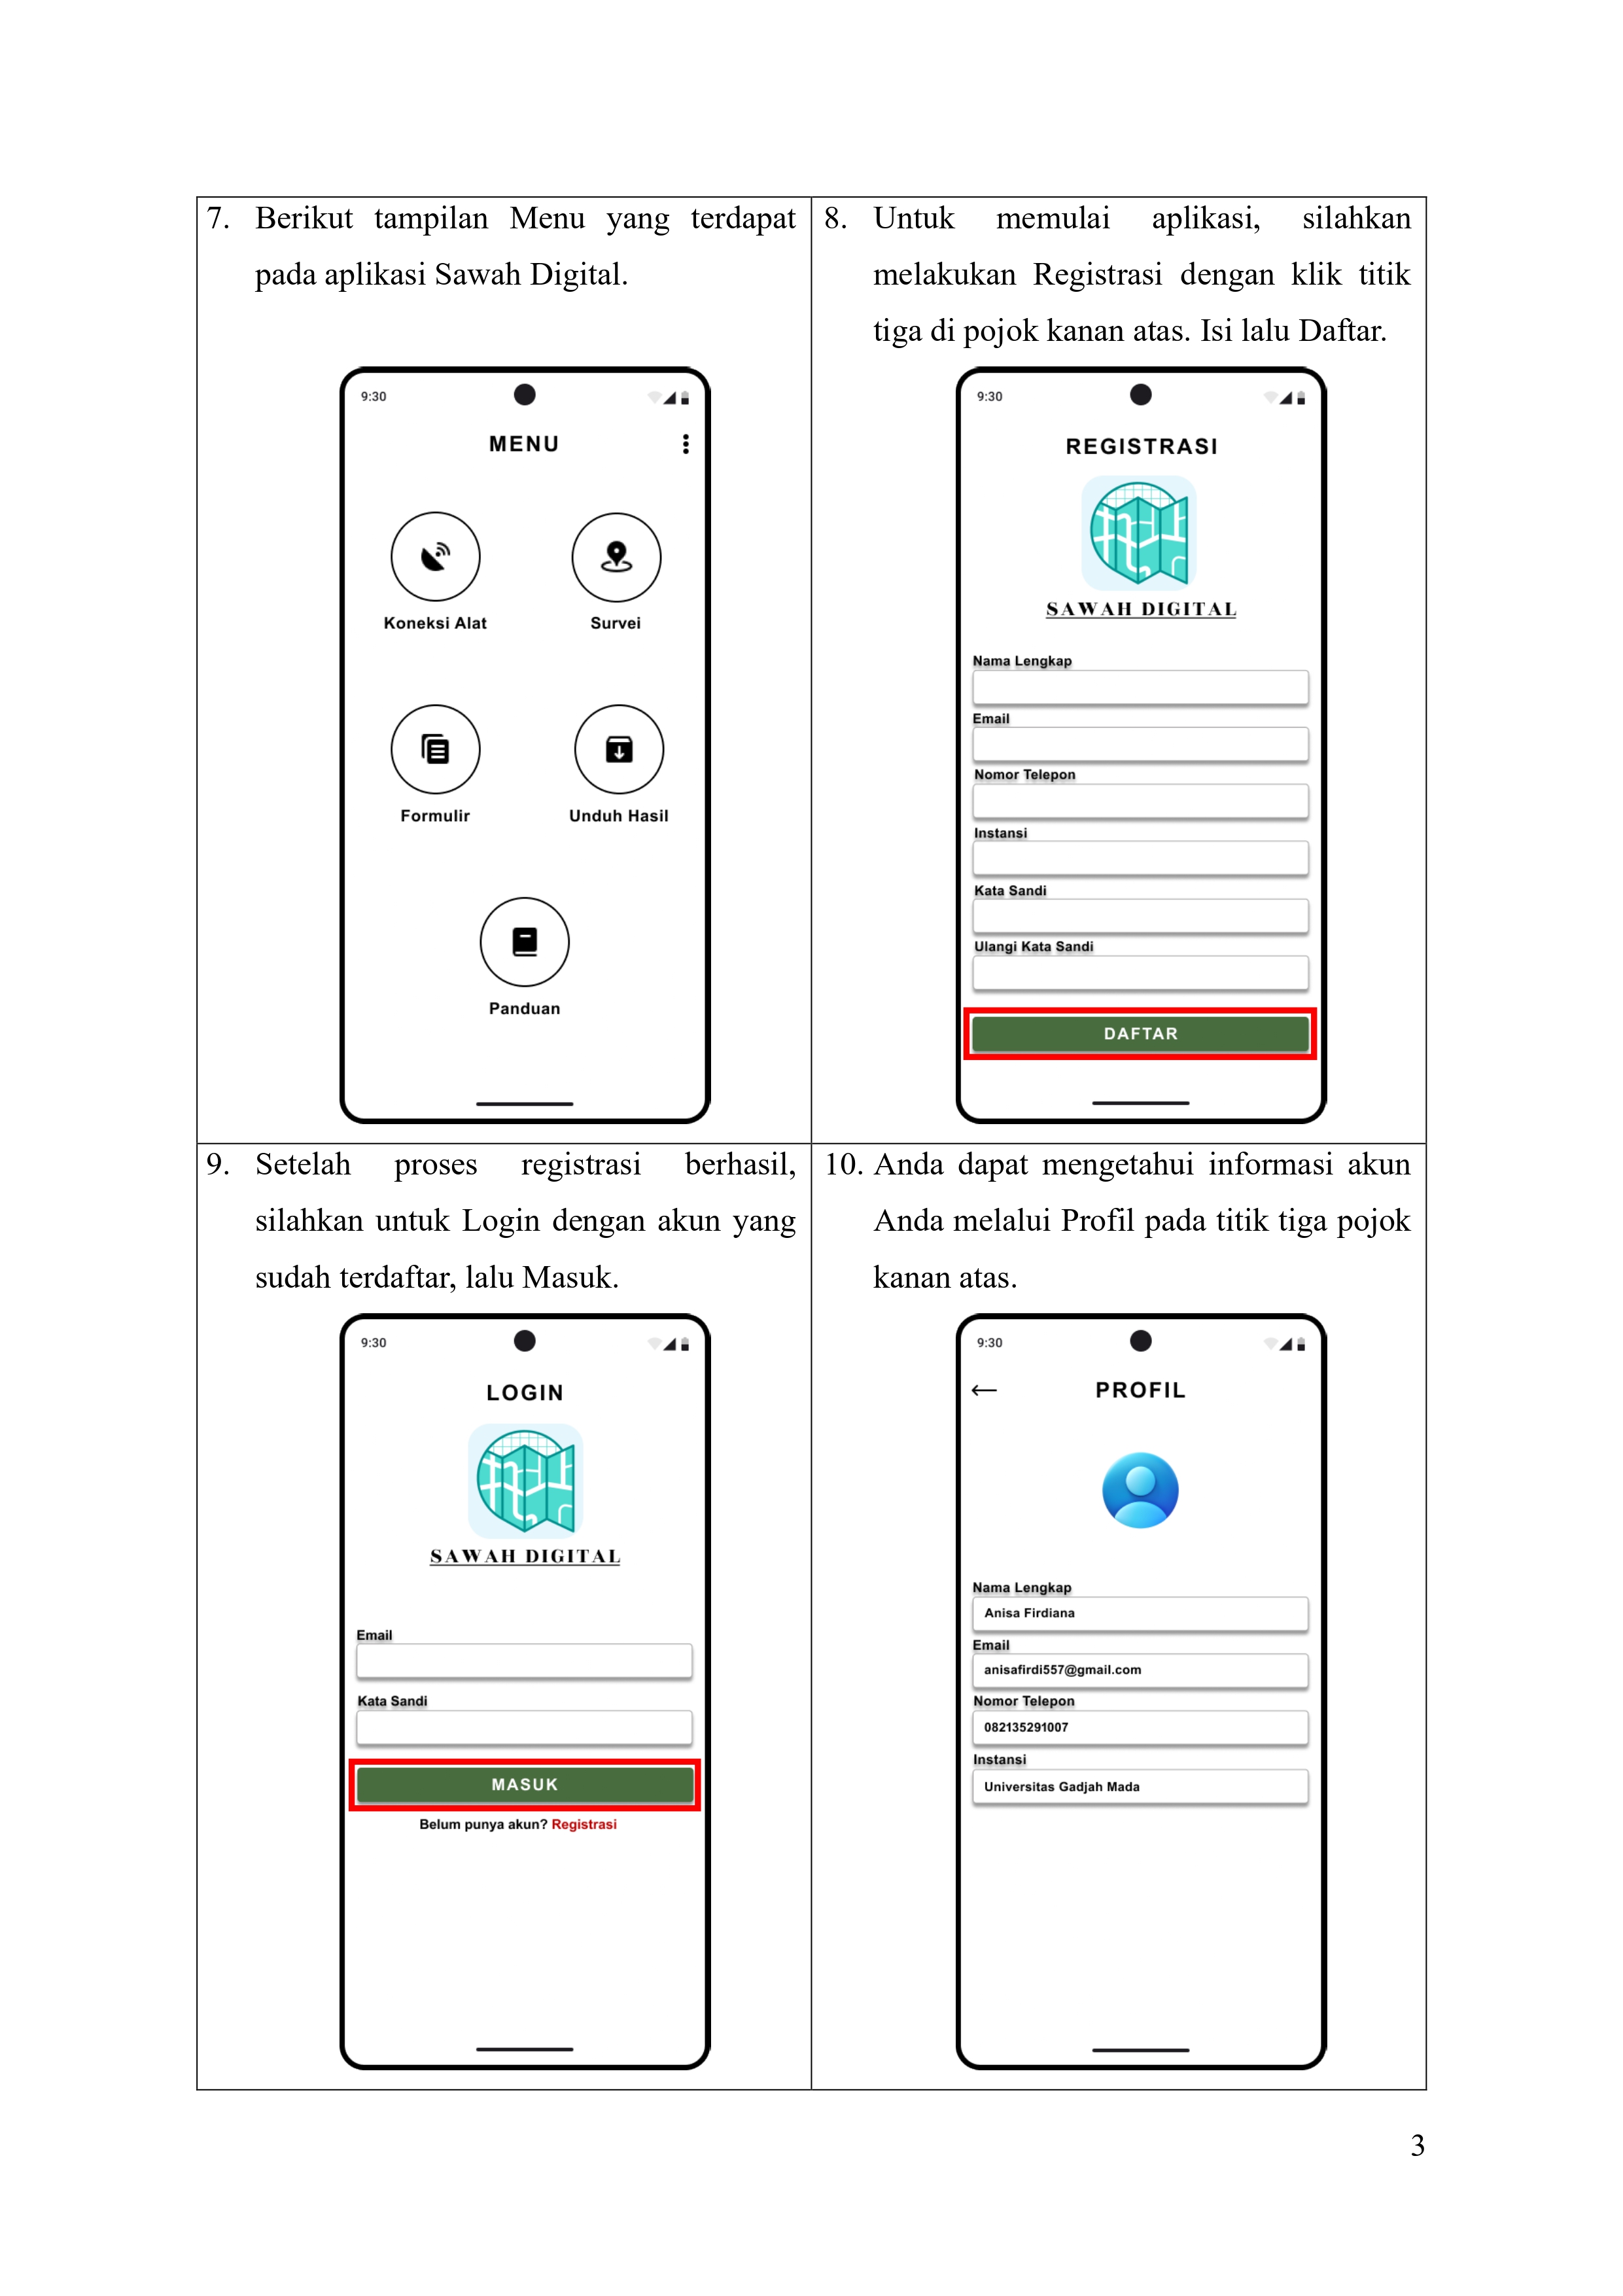 7. Berikut tampilan Menu yang terdapat
pada aplikasi Sawah Digital.
9:30
MENU
Koneksi Alat
Survei
Formulir
Unduh Hasil
Panduan
8. Untuk memulai aplikasi, silahkan
melakukan Registrasi dengan klik titik
tiga di pojok kanan atas. Isi lalu Daftar.
9:30
REGISTRASI
SAWAH DIGITAL
Nama Lengkap
Email
Nomor Telepon
Instansi
Kata Sandi
Ulangi Kata Sandi
DAFTAR
9. Setelah proses registrasi berhasil,
silahkan untuk Login dengan akun yang
sudah terdaftar, lalu Masuk.
9:30
LOGIN
SAWAH DIGITAL
Email
Kata Sandi
MASUK
Belum punya akun? Registrasi
10. Anda dapat mengetahui informasi akun
Anda melalui Profil pada titik tiga pojok
kanan atas.
9:30
PROFIL
Nama Lengkap
Anisa Firdiana
Email
anisafirdi557@gmail.com
Nomor Telepon
082135291007
Instansi
Universitas Gadjah Mada
3